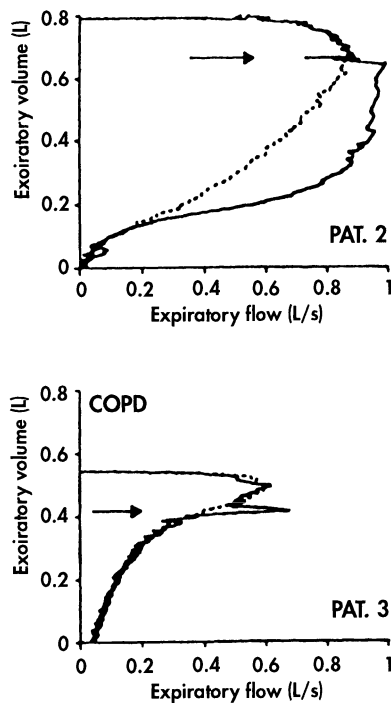 Exoiratory volume (L)
0.8
0.6
0.4
0.2
0
PAT. 2
0 0.2 0.4 0.6 0.8 1
Expiratory flow (L/s)
Exoiratory volume (L)
0.8
COPD
0.6
0.4
0.2
0
PAT. 3
0 0.2 0.4 0.6 0.8 1
Expiratory flow (L/s)